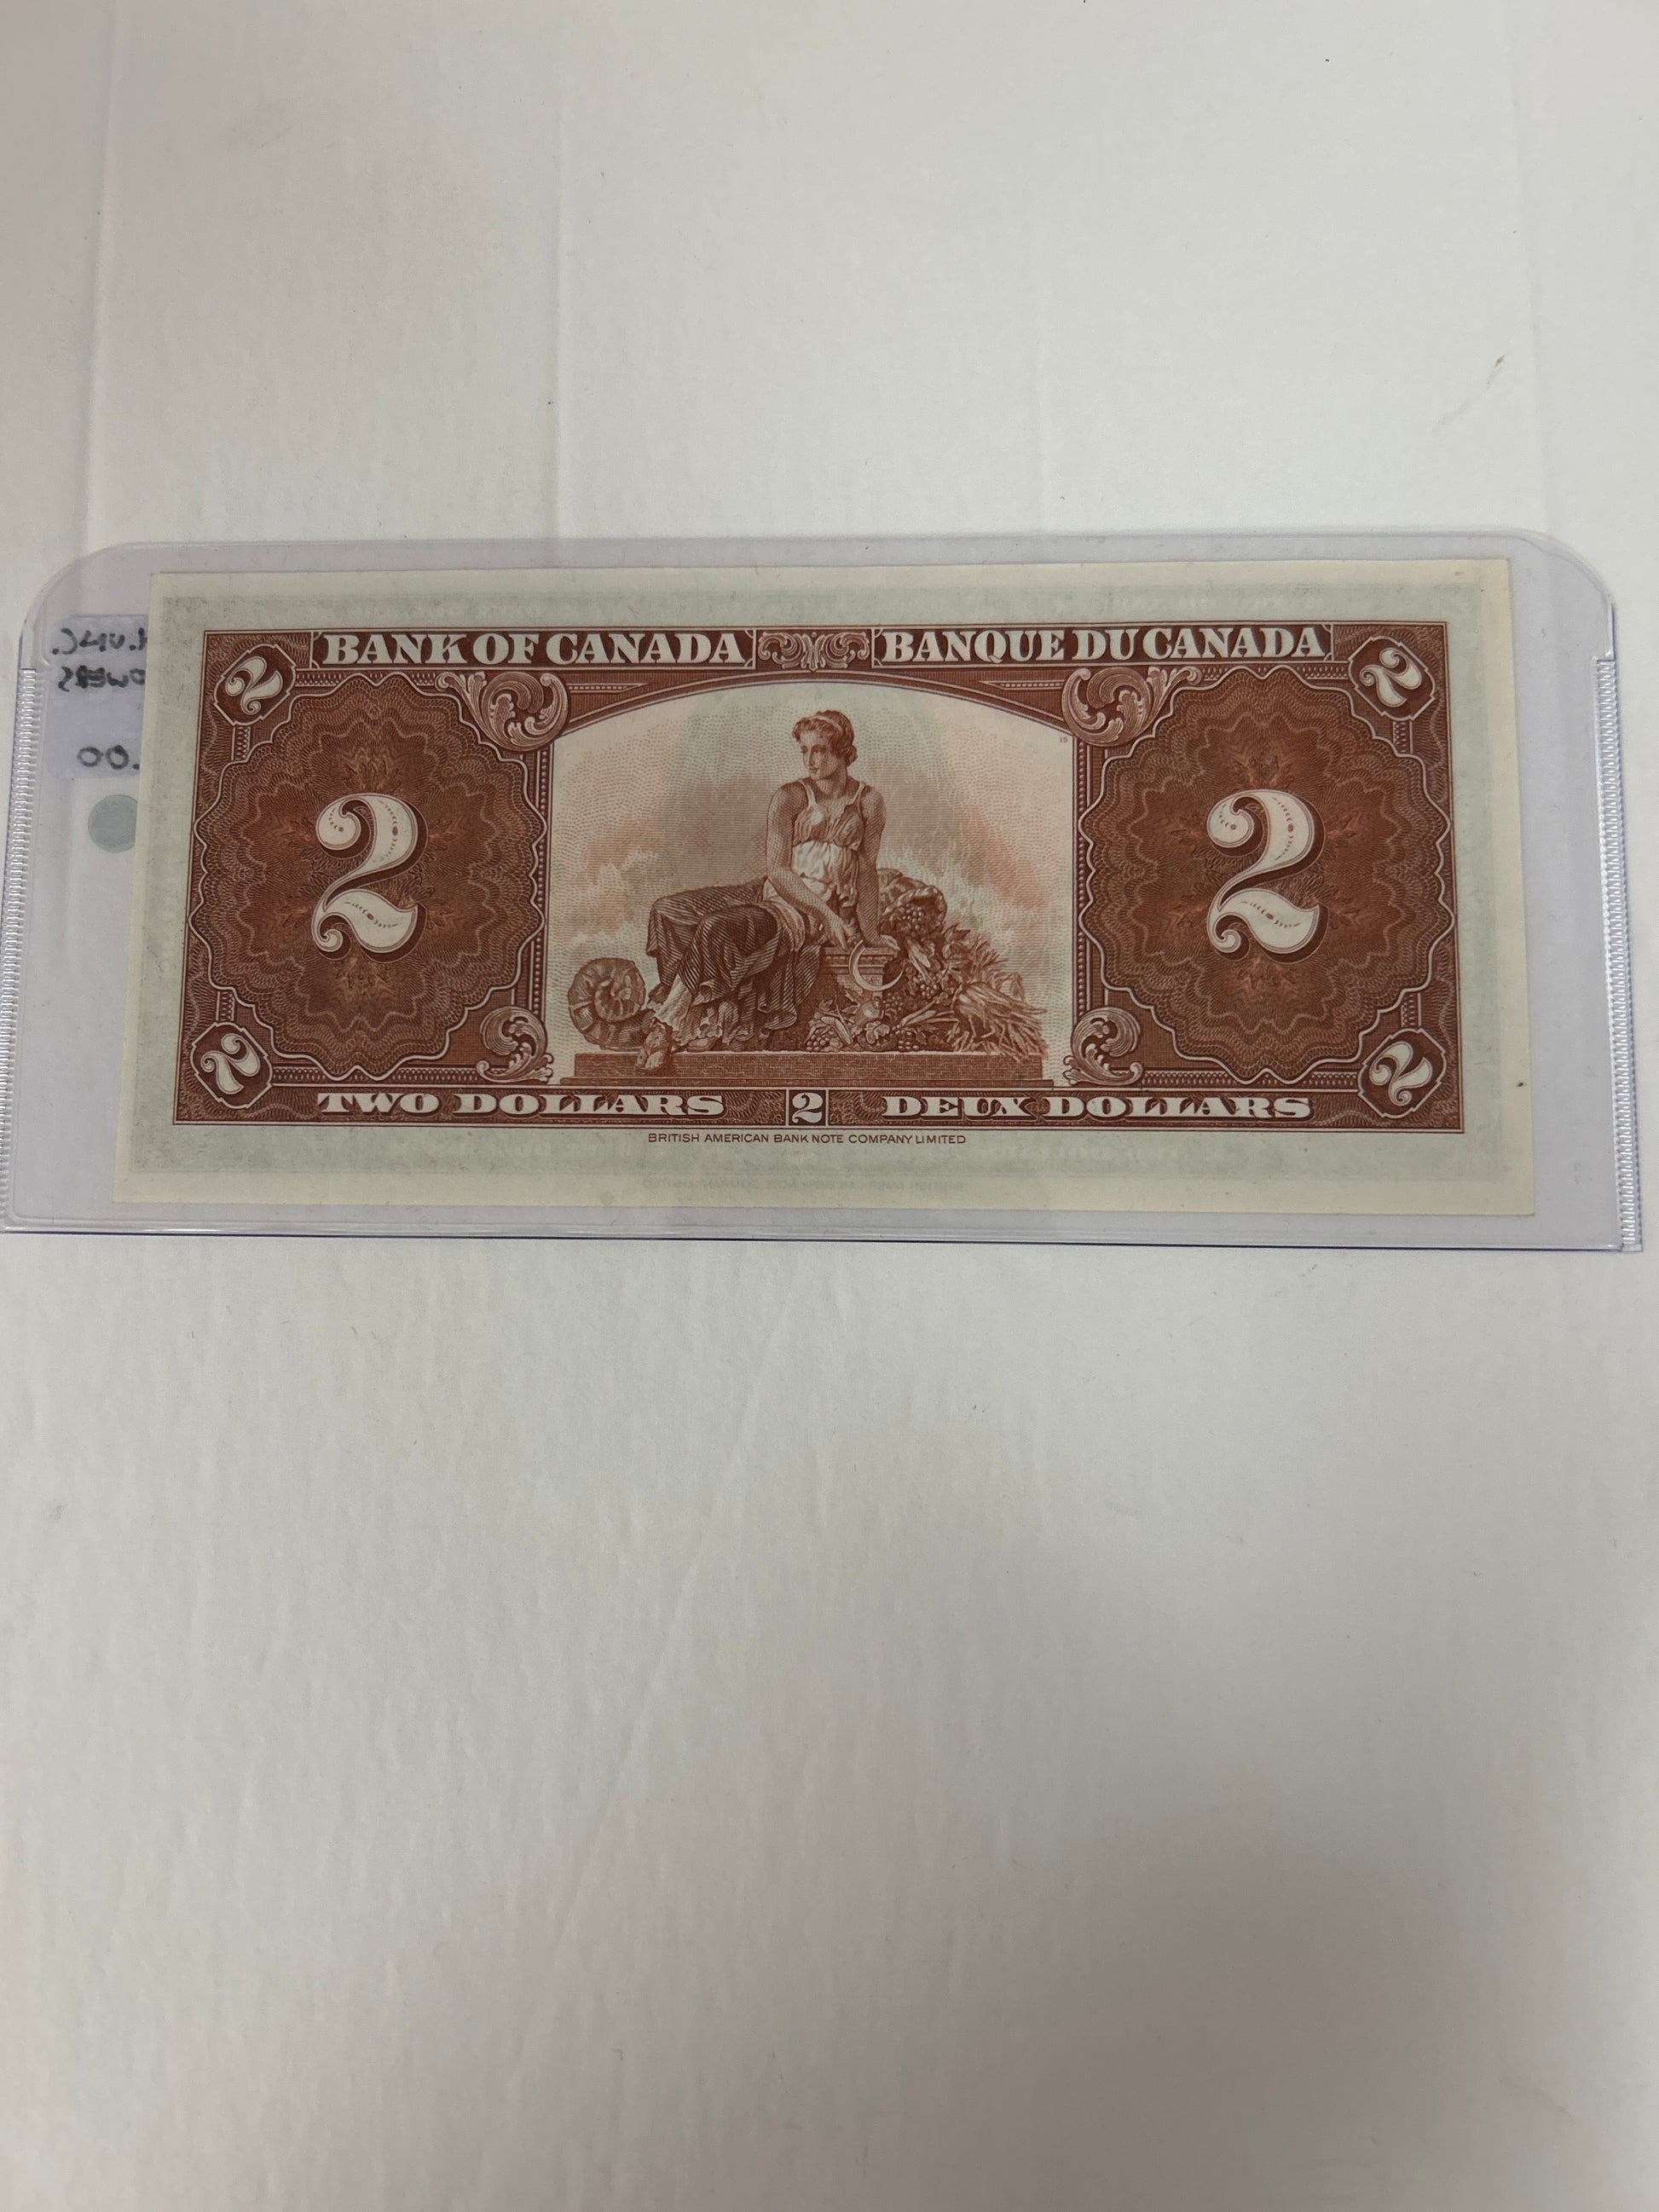 BANK OF CANADA BANQUE DU CANADA
2 2
2 2
2 2
TWO DOLLARS 2 DEUX DOLLARS
BRITISH AMERICAN BANK NOTE COMPANY LIMITED
.00